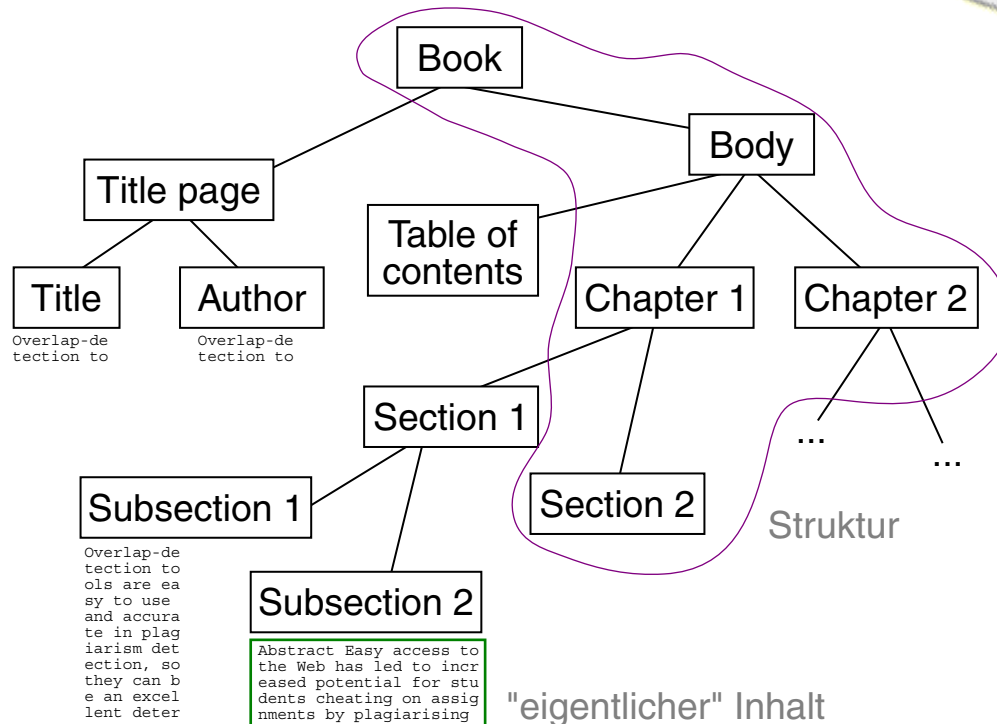 Book
Body
Title page
Table of
contents
Title
Author
Chapter 1
Chapter 2
Overlap-de
tection to
Overlap-de
tection to
Section 1
...
...
Subsection 1
Section 2
Struktur
Overlap-de
tection to
ols are ea
sy to use
and accura
te in plag
iarism det
ection, so
they can b
e an excel
lent deter
Subsection 2
Abstract Easy access to
the Web has led to incr
eased potential for stu
dents cheating on assig
nments by plagiarising
"eigentlicher" Inhalt